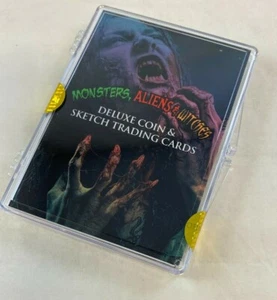 MONSTERS, ALIENS & WITCHES
DELUXE COIN &
SKETCH TRADING CARDS